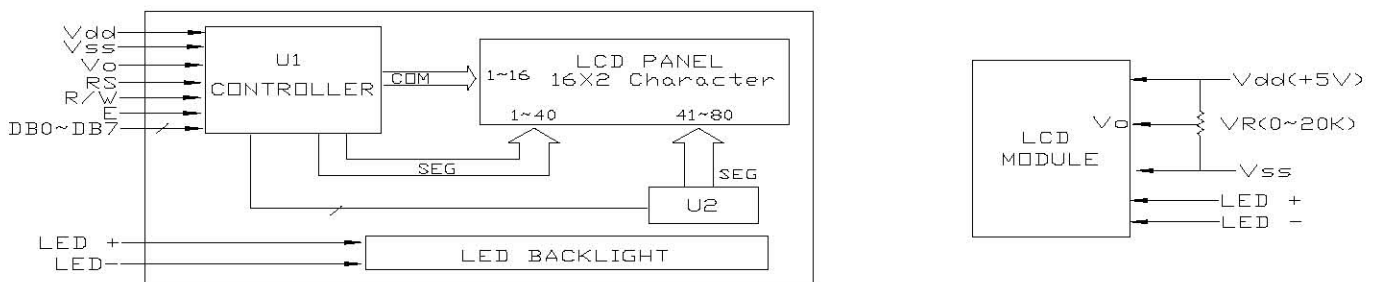 Vdd
Vss
Vo
RS
R/W
E
DB0~DB7
U1
CONTROLLER
COM
1~16
LCD PANEL
16X2 Character
1~40
41~80
SEG
SEG
U2
LED +
LED-
LED BACKLIGHT
LCD
MODULE
Vo
Vdd(+5V)
VR(0~20K)
Vss
LED +
LED -